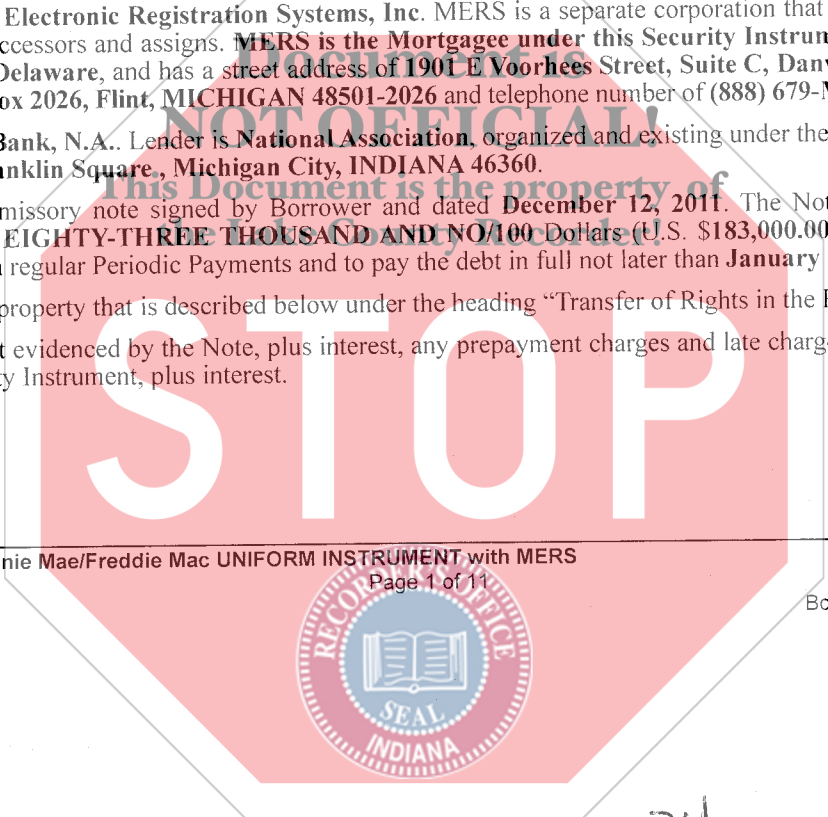 Electronic Registration Systems, Inc. MERS is a separate corporation that
ccessors and assigns. MERS is the Mortgagee under this Security Instrum
Delaware, and has a street address of 1901 E Voorhees Street, Suite C, Danv
ox 2026, Flint, MICHIGAN 48501-2026 and telephone number of (888) 679-M
Bank, N.A.. Lender is National Association, organized and existing under the
nklin Square., Michigan City, INDIANA 46360.
missory note signed by Borrower and dated December 12, 2011. The Not
EIGHTY-THREE THOUSAND AND NO/100 Dollars (U.S. $183,000.00
regular Periodic Payments and to pay the debt in full not later than January
property that is described below under the heading “Transfer of Rights in the P
t evidenced by the Note, plus interest, any prepayment charges and late charg
ty Instrument, plus interest.
Document is
NOT OFFICIAL!
This Document is the property of
the Lake County Recorder!
STOP
nie Mae/Freddie Mac UNIFORM INSTRUMENT with MERS
Page 1 of 11
Bo
RECORDER'S OFFICE
SEAL
INDIANA